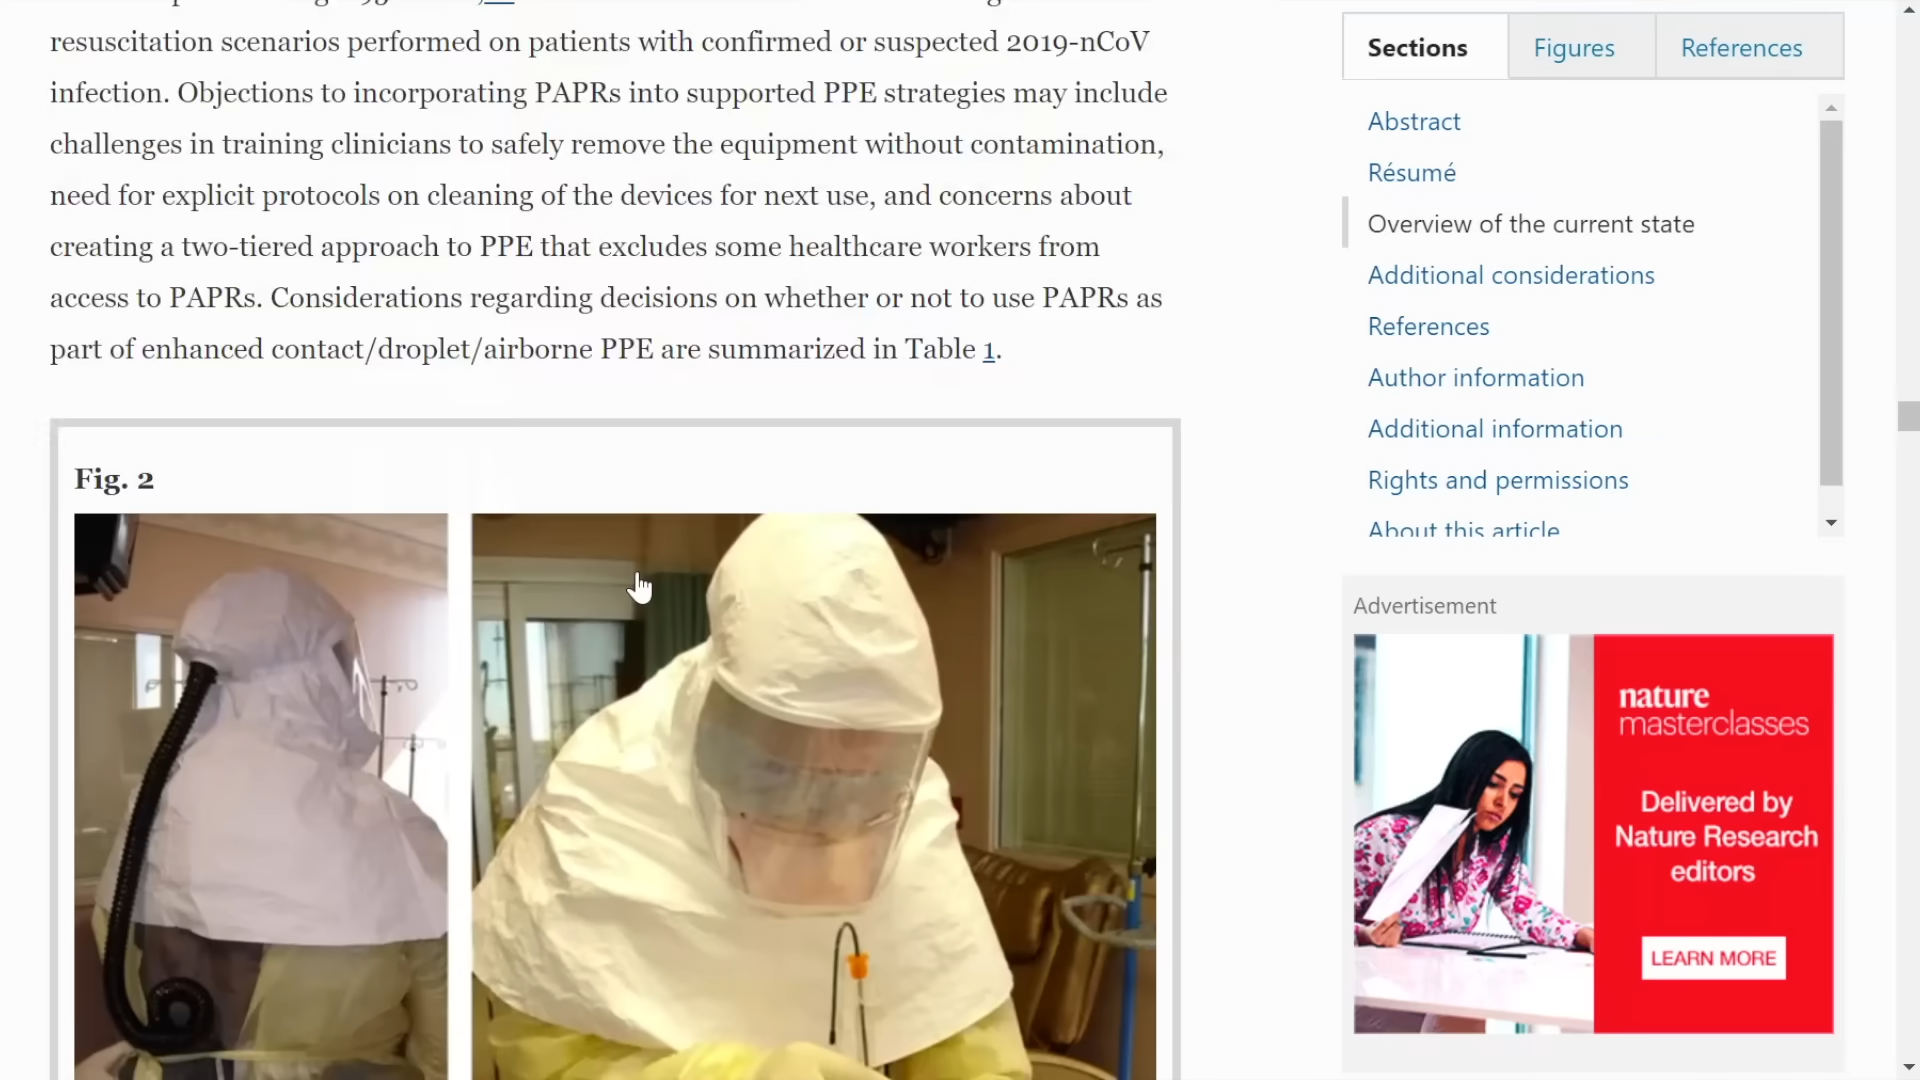 resuscitation scenarios performed on patients with confirmed or suspected 2019-nCoV
infection. Objections to incorporating PAPRs into supported PPE strategies may include
challenges in training clinicians to safely remove the equipment without contamination,
need for explicit protocols on cleaning of the devices for next use, and concerns about
creating a two-tiered approach to PPE that excludes some healthcare workers from
access to PAPRs. Considerations regarding decisions on whether or not to use PAPRs as
part of enhanced contact/droplet/airborne PPE are summarized in Table 1.
Fig. 2
Sections
Figures
References
Abstract
Résumé
Overview of the current state
Additional considerations
References
Author information
Additional information
Rights and permissions
About this article
Advertisement
nature
masterclasses
Delivered by
Nature Research
editors
LEARN MORE